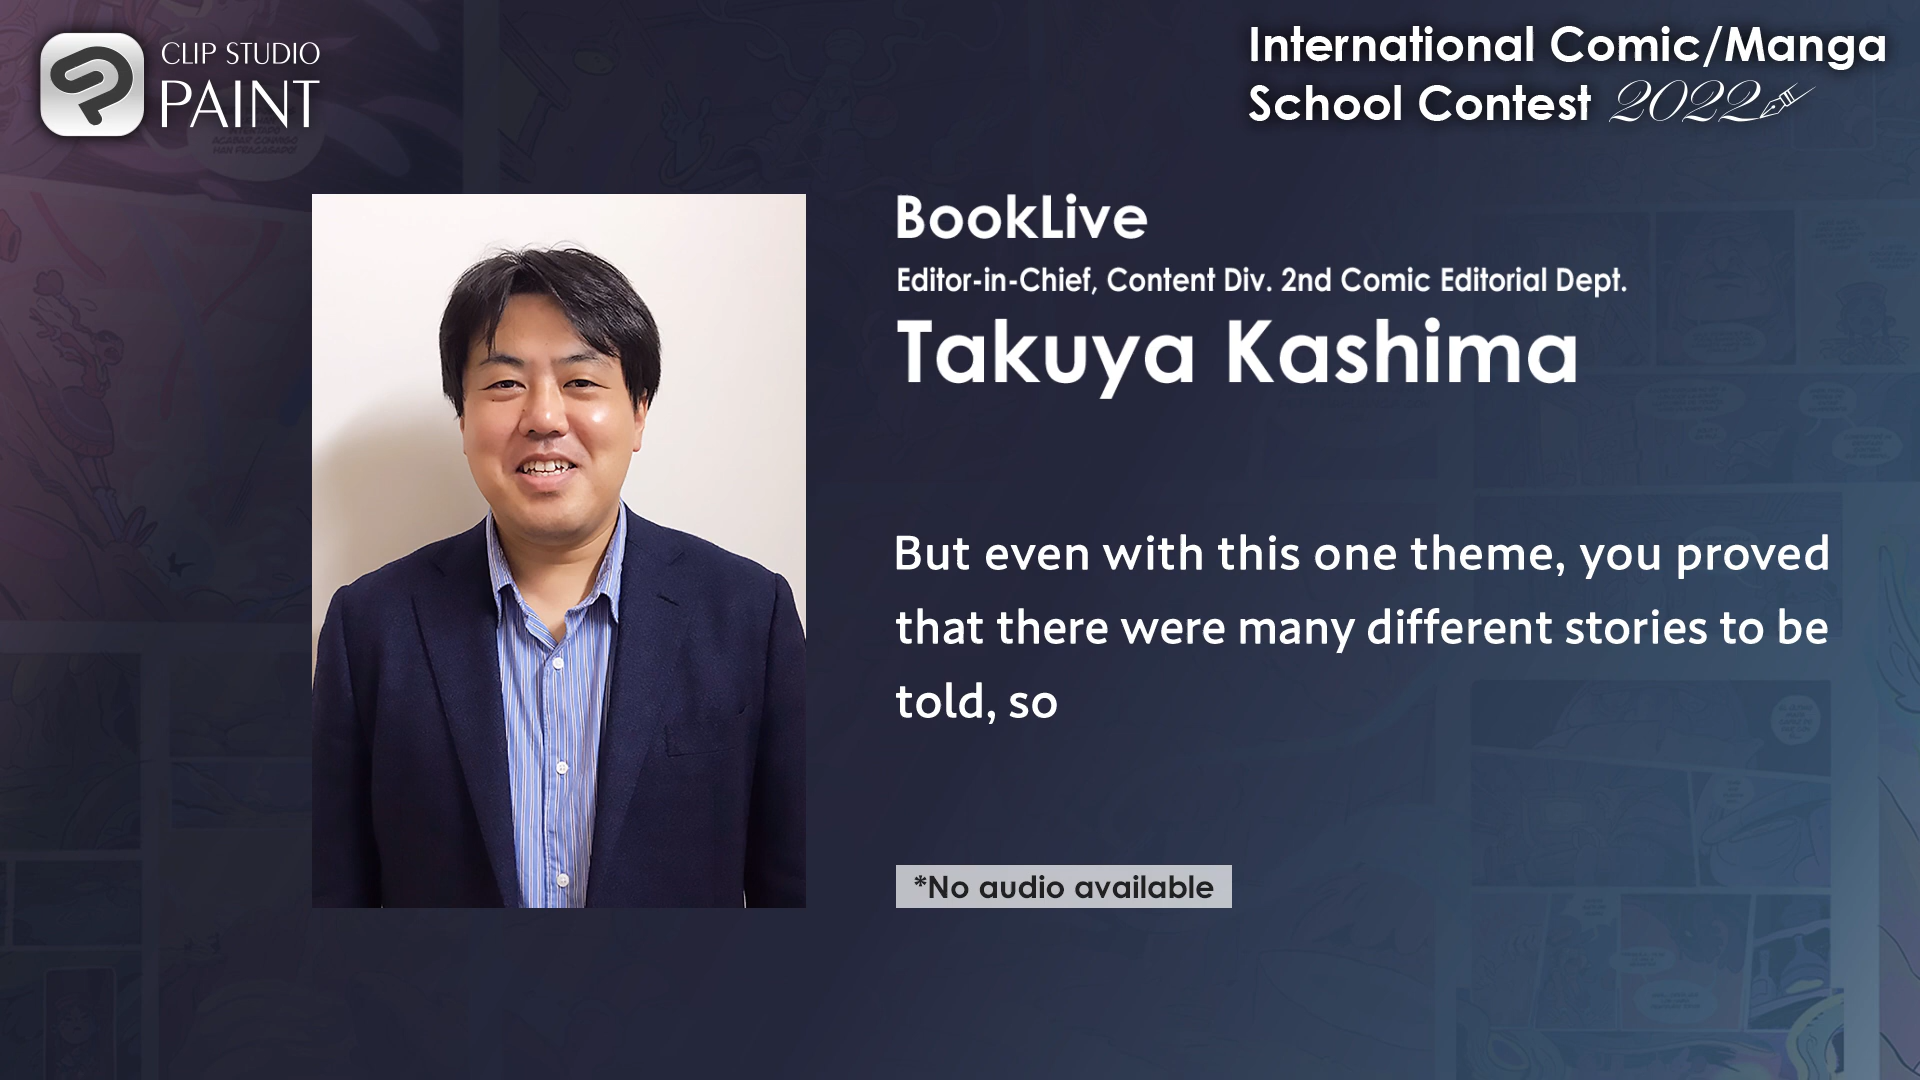 CLIP STUDIO
PAINT
International Comic/Manga
School Contest 2022
BookLive
Editor-in-Chief, Content Div. 2nd Comic Editorial Dept.
Takuya Kashima
But even with this one theme, you proved
that there were many different stories to be
told, so
*No audio available